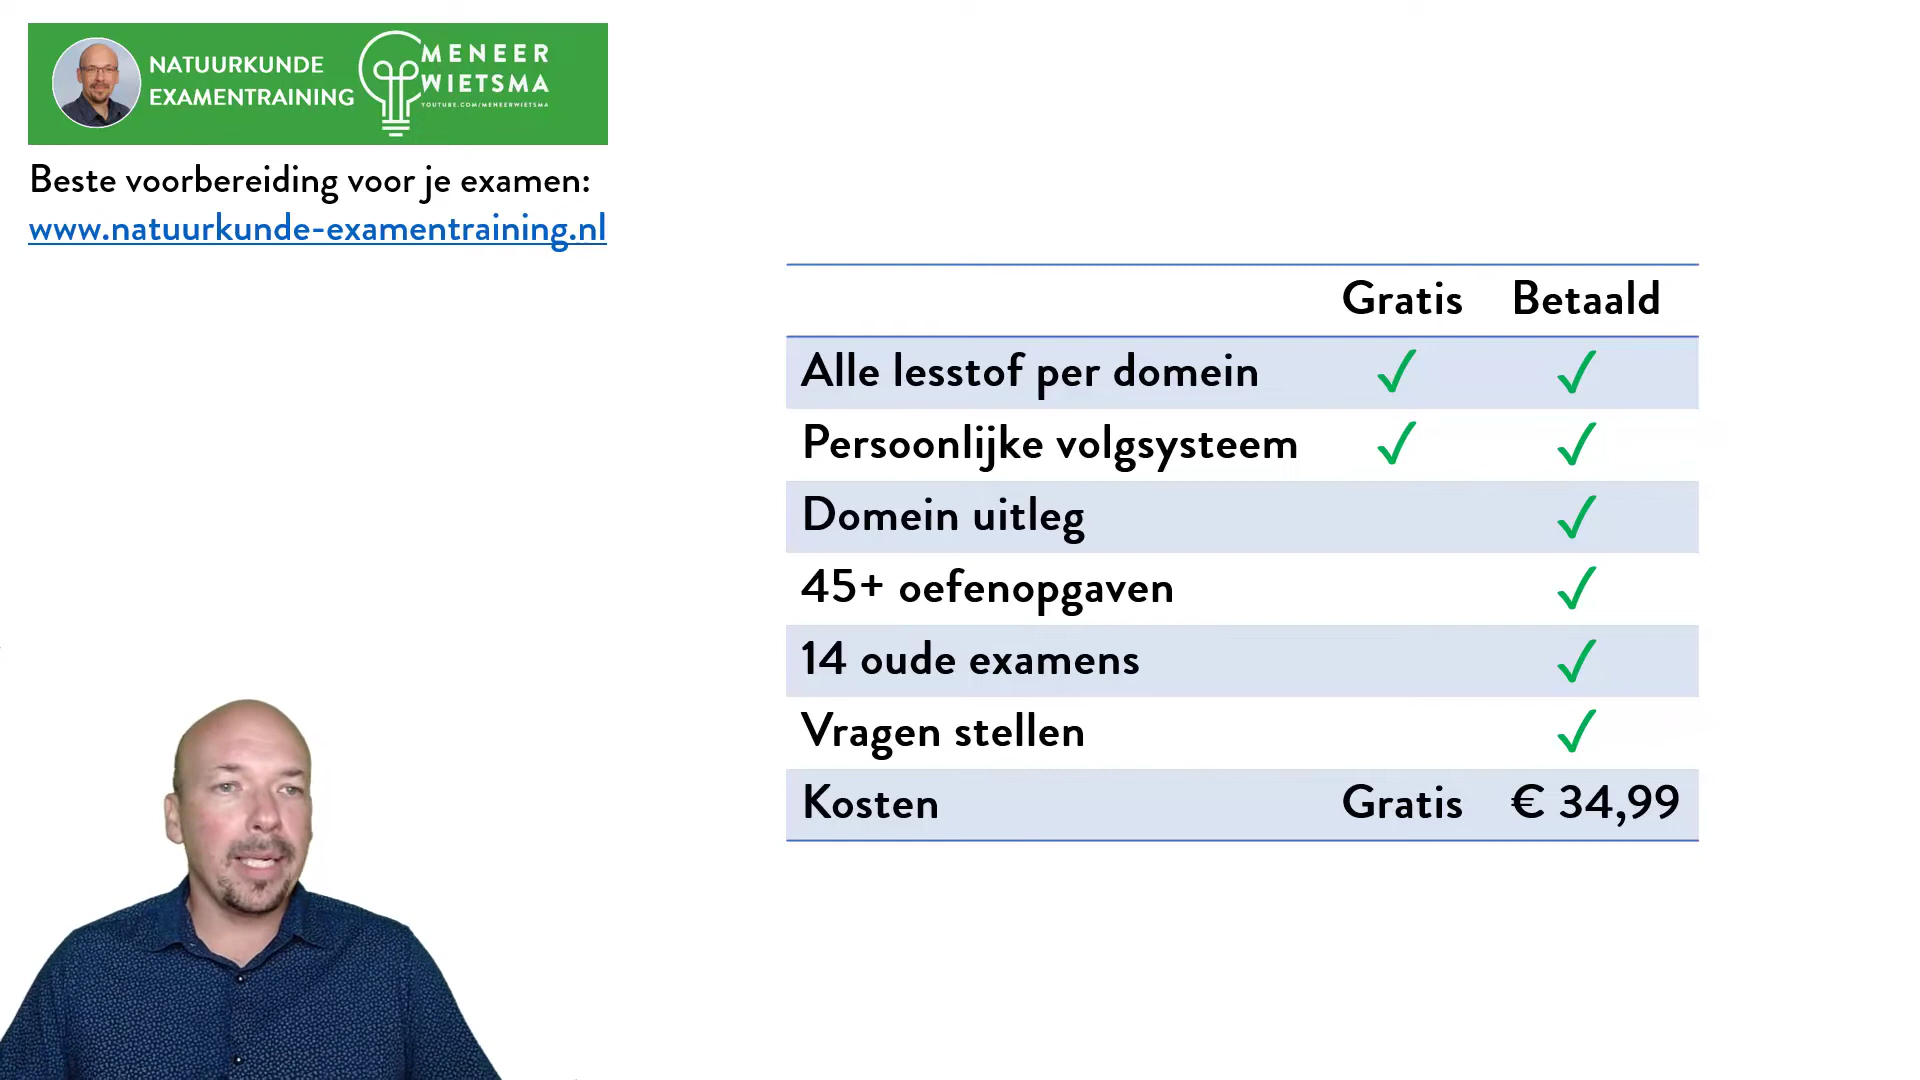 NATUURKUNDE
EXAMENTRAINING
MENEER
WIETSMA
YOUTUBE.COM/MENEERWIETSMA
Beste voorbereiding voor je examen:
www.natuurkunde-examentraining.nl
Gratis Betaald
Alle lesstof per domein ✓ ✓
Persoonlijke volgsysteem ✓ ✓
Domein uitleg ✓
45+ oefenopgaven ✓
14 oude examens ✓
Vragen stellen ✓
Kosten Gratis € 34,99